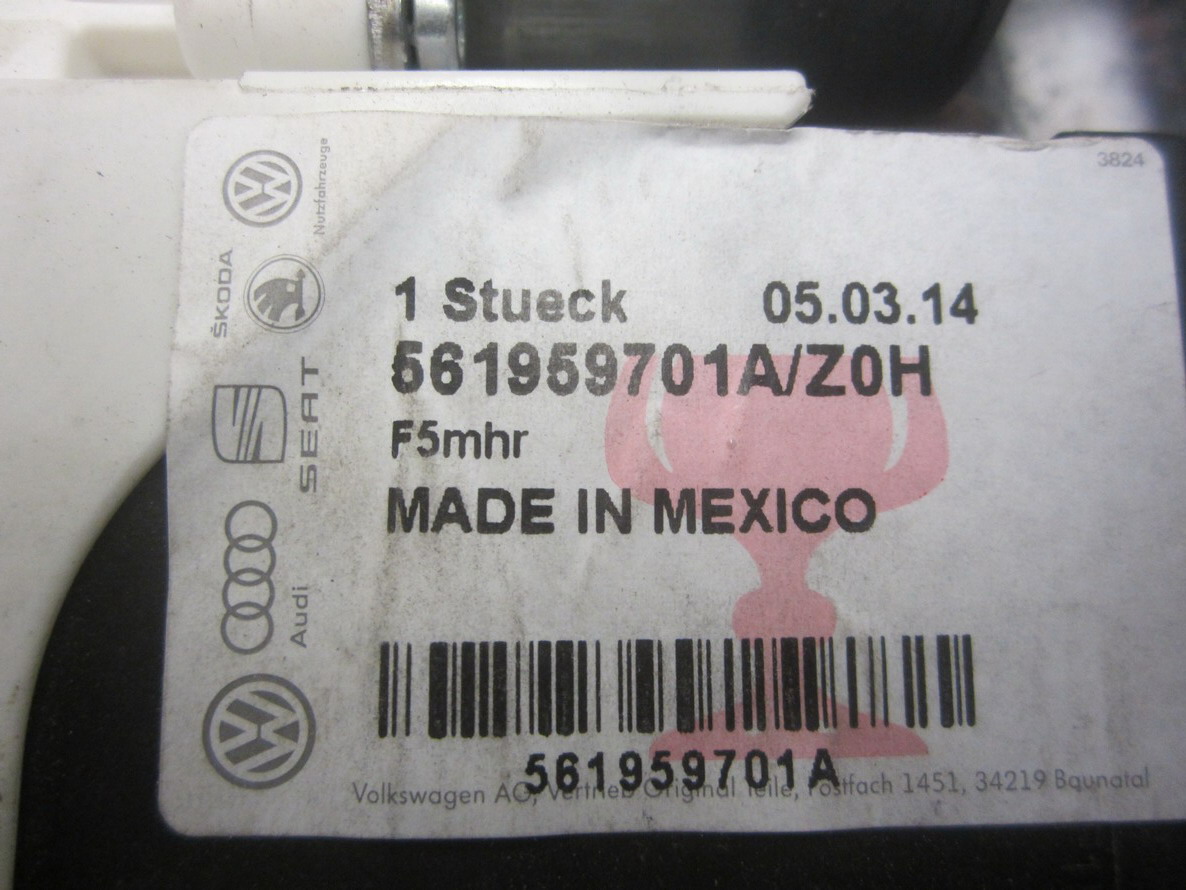 3824
Nutzfahrzeuge
ŠKODA
SEAT
Audi
1 Stueck 05.03.14
561959701A/Z0H
F5mhr
MADE IN MEXICO
561959701A
Volkswagen AG, Vertrieb Original Teile, Postfach 1451, 34219 Baunatal